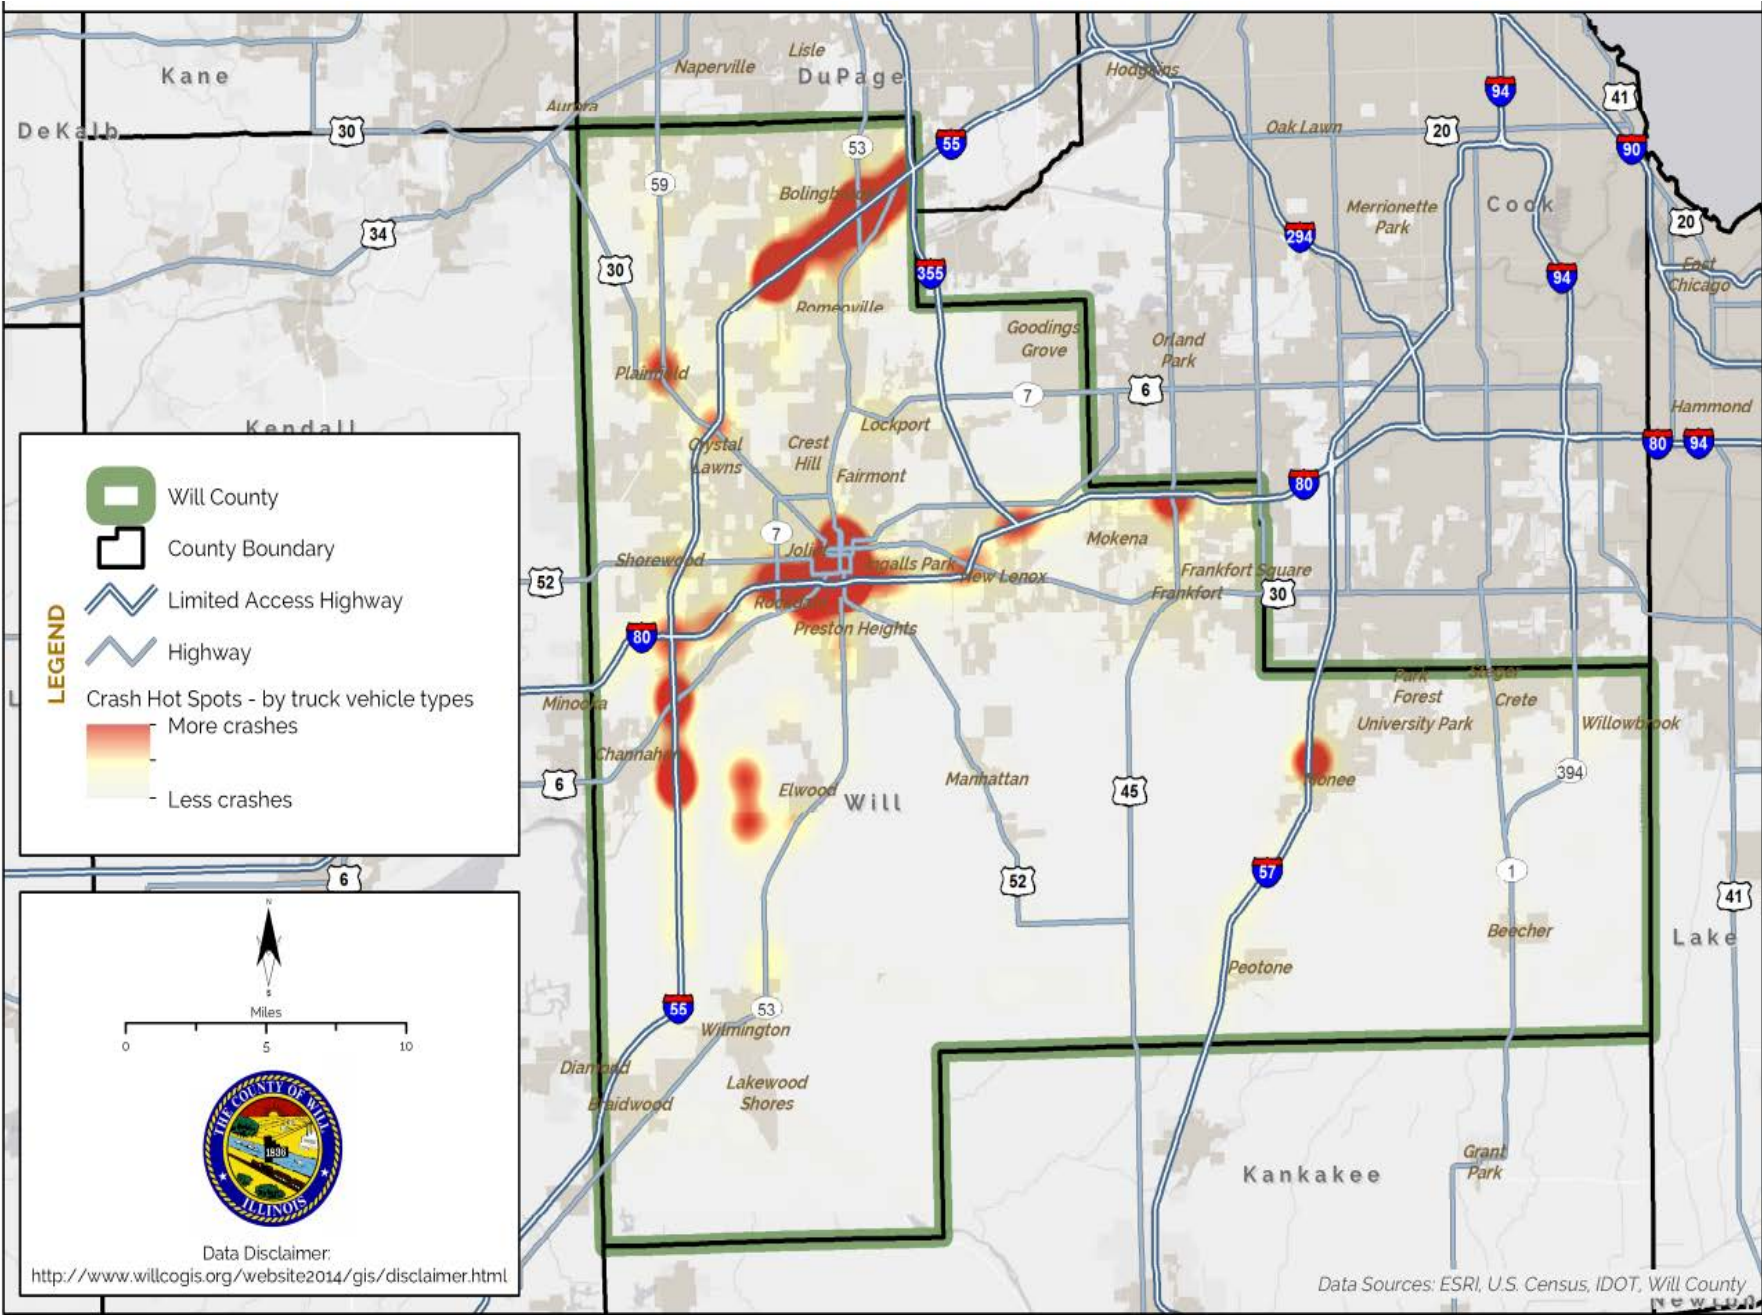 Kane
DeKalb
Aurora
Naperville
Lisle
DuPage
Hodgkins
94
41
30
55
53
Oak Lawn
20
90
59
34
Bolingbrook
Merrionette
Park
Cook
20
294
30
355
94
East
Chicago
Romeoville
Goodings
Grove
Orland
Park
Plainfield
7
6
Hammond
Kendall
Lockport
Crystal
Lawns
Crest
Hill
Fairmont
80
94
80
7
Mokena
Joliet
Shorewood
Ingalls Park
New Lenox
Frankfort Square
Frankfort
30
52
Rockdale
Preston Heights
80
Minooka
Park
Forest
Steger
Crete
University Park
Willowbrook
Channahon
6
Elwood
Will
Manhattan
45
Monee
394
57
52
1
41
6
Beecher
Lake
Peotone
55
53
Wilmington
Diamond
Braidwood
Lakewood
Shores
Kankakee
Grant
Park
LEGEND
Will County
County Boundary
Limited Access Highway
Highway
Crash Hot Spots - by truck vehicle types
More crashes
Less crashes
N
S
Miles
0 5 10
THE COUNTY OF WILL
1836
ILLINOIS
Data Disclaimer:
http://www.willcogis.org/website2014/gis/disclaimer.html
Data Sources: ESRI, U.S. Census, IDOT, Will County
Newton